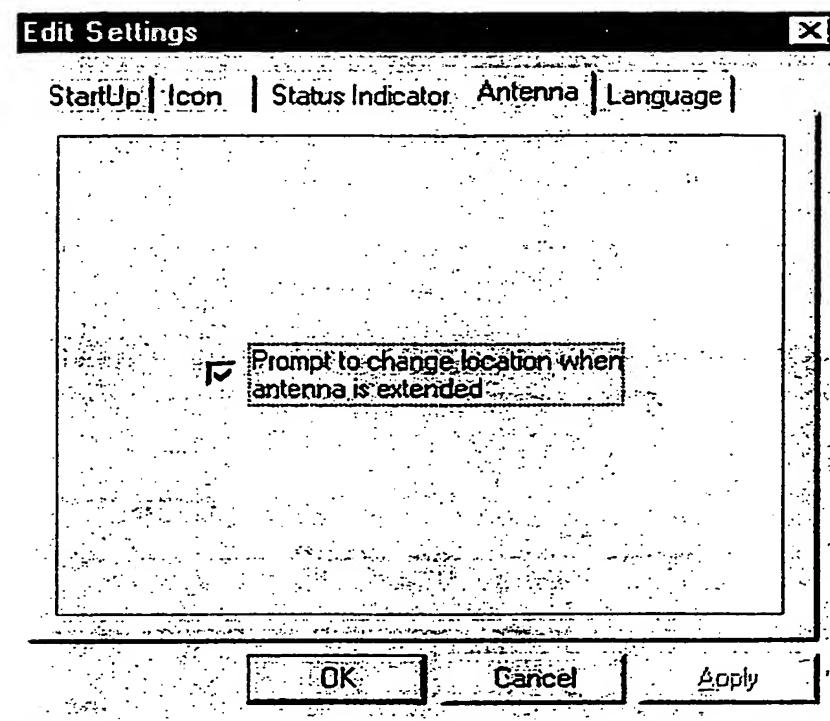 Edit Settings
StartUp Icon Status Indicator Antenna Language
Prompt to change location when
antenna is extended
OK Cancel Apply